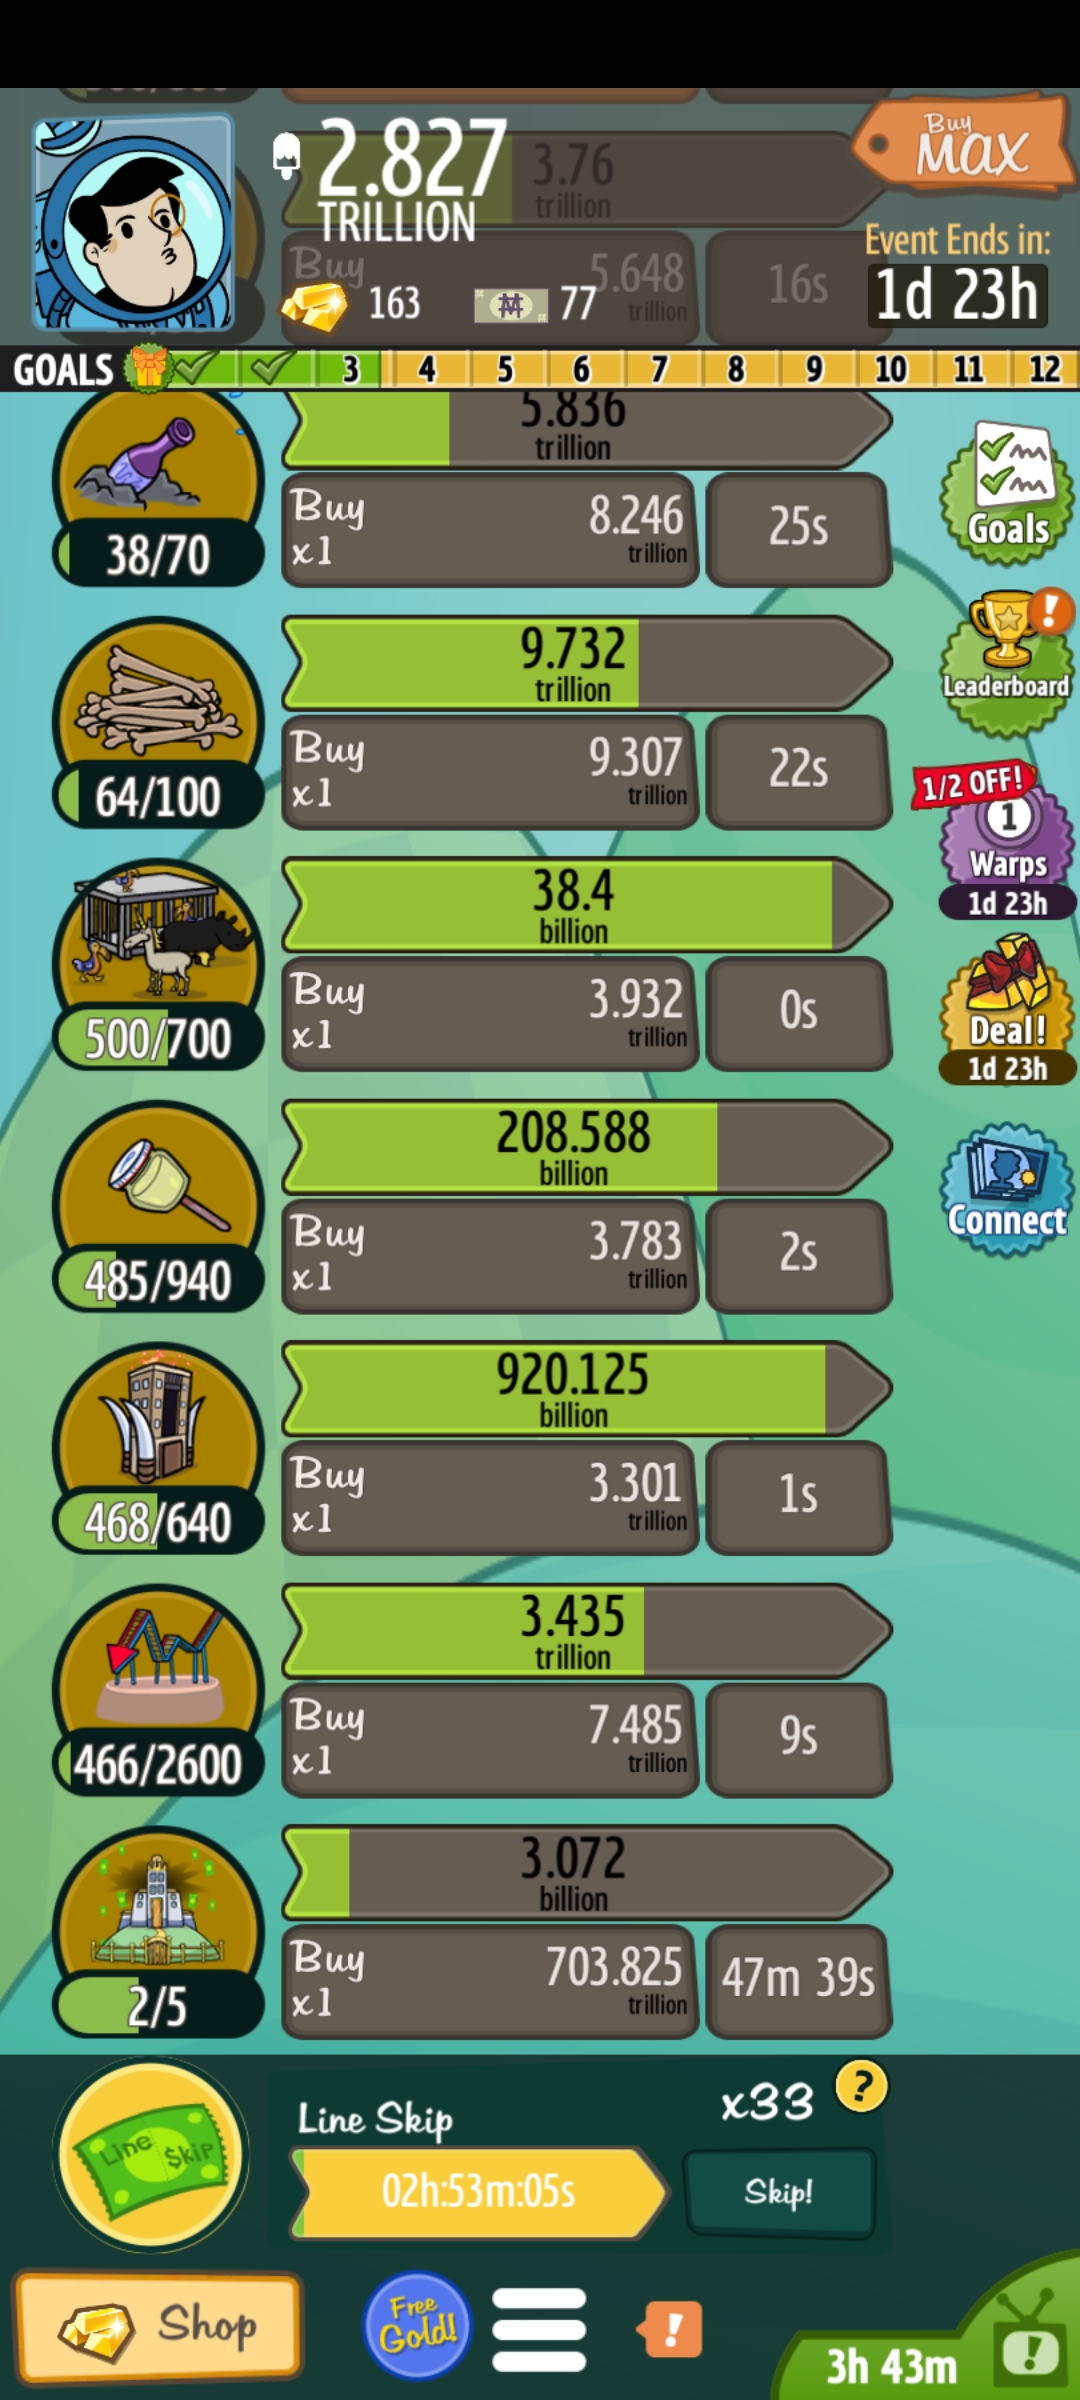 2.827
TRILLION
163
77
3.76
trillion
Buy
5.648
trillion
16s
Buy
MAX
Event Ends in:
1d 23h
GOALS
3
4
5
6
7
8
9
10
11
12
5.836
trillion
38/70
Buy
x1
8.246
trillion
25s
Goals
9.732
trillion
64/100
Buy
x1
9.307
trillion
22s
Leaderboard
1/2 OFF!
1
Warps
1d 23h
38.4
billion
500/700
Buy
x1
3.932
trillion
0s
Deal!
1d 23h
208.588
billion
485/940
Buy
x1
3.783
trillion
2s
Connect
920.125
billion
468/640
Buy
x1
3.301
trillion
1s
3.435
trillion
466/2600
Buy
x1
7.485
trillion
9s
3.072
billion
2/5
Buy
x1
703.825
trillion
47m 39s
Line $kip
Line Skip
x33
?
02h:53m:05s
Skip!
Shop
Free
Gold!
!
3h 43m
!